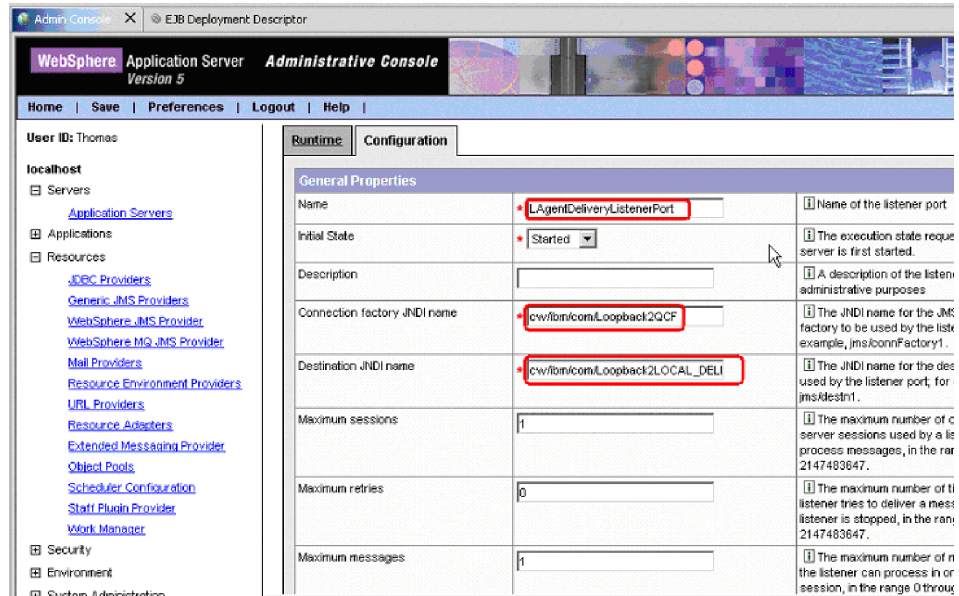 Admin Console
EJB Deployment Descriptor
WebSphere Application Server Administrative Console
Version 5
Home | Save | Preferences | Logout | Help |
User ID: Thomas
localhost
Servers
Application Servers
Applications
Resources
JDBC Providers
Generic JMS Providers
WebSphere JMS Provider
WebSphere MQ JMS Provider
Mail Providers
Resource Environment Providers
URL Providers
Resource Adapters
Extended Messaging Provider
Object Pools
Scheduler Configuration
Staff Plugin Provider
Work Manager
Security
Environment
System Administration
Runtime
Configuration
General Properties
Name
* LAgentDeliveryListenerPort
Name of the listener port
Initial State
* Started
The execution state reque
server is first started.
Description
A description of the listene
administrative purposes
Connection factory JNDI name
* cw/ibm/com/Loopback2QCF
The JNDI name for the JMS
factory to be used by the liste
example, jms/connFactory1.
Destination JNDI name
* cw/ibm/com/Loopback2LOCAL_DELI
The JNDI name for the des
used by the listener port; for
jms/destn1.
Maximum sessions
1
The maximum number of c
server sessions used by a lis
process messages, in the ran
2147483647.
Maximum retries
0
The maximum number of ti
listener tries to deliver a mess
listener is stopped, in the rang
2147483647.
Maximum messages
1
The maximum number of m
the listener can process in on
session, in the range 0 throug